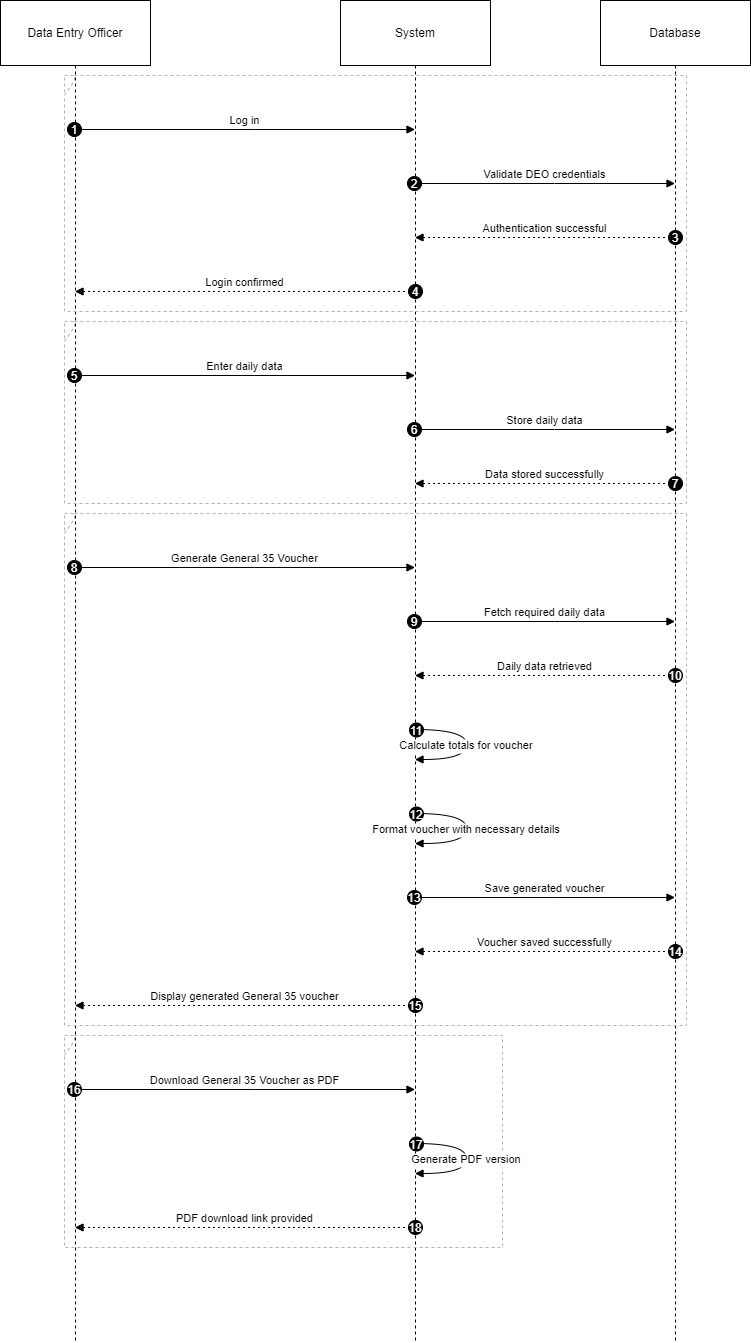 Data Entry Officer
System
Database
Log in
1
Validate DEO credentials
2
Authentication successful
3
Login confirmed
4
Enter daily data
5
Store daily data
6
Data stored successfully
7
Generate General 35 Voucher
8
Fetch required daily data
9
Daily data retrieved
10
11
Calculate totals for voucher
12
Format voucher with necessary details
Save generated voucher
13
Voucher saved successfully
14
Display generated General 35 voucher
15
Download General 35 Voucher as PDF
16
17
Generate PDF version
PDF download link provided
18